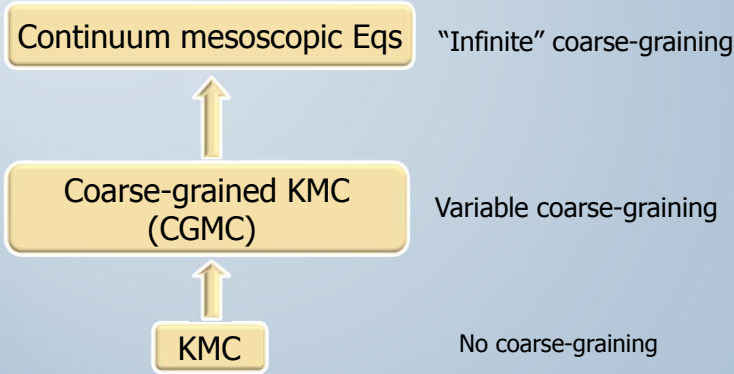 Continuum mesoscopic Eqs
“Infinite” coarse-graining
Coarse-grained KMC
(CGMC)
Variable coarse-graining
KMC
No coarse-graining